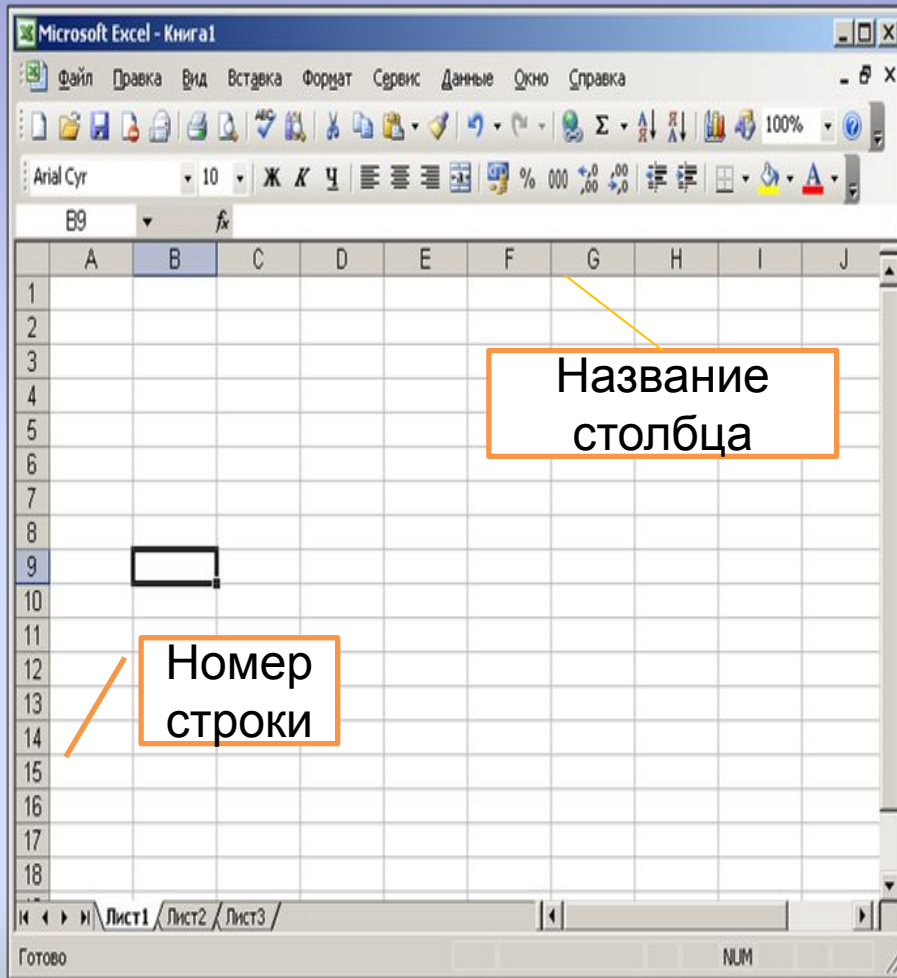 Microsoft Excel - Книга1
Файл Правка Вид Вставка Формат Сервис Данные Окно Справка
100%
Arial Cyr 10 Ж К Ч % 000
B9 fx
A B C D E F G H I J
1
2
3
4
5
6
7
8
9
10
11
12
13
14
15
16
17
18
Название
столбца
Номер
строки
Лист1 Лист2 Лист3
Готово NUM